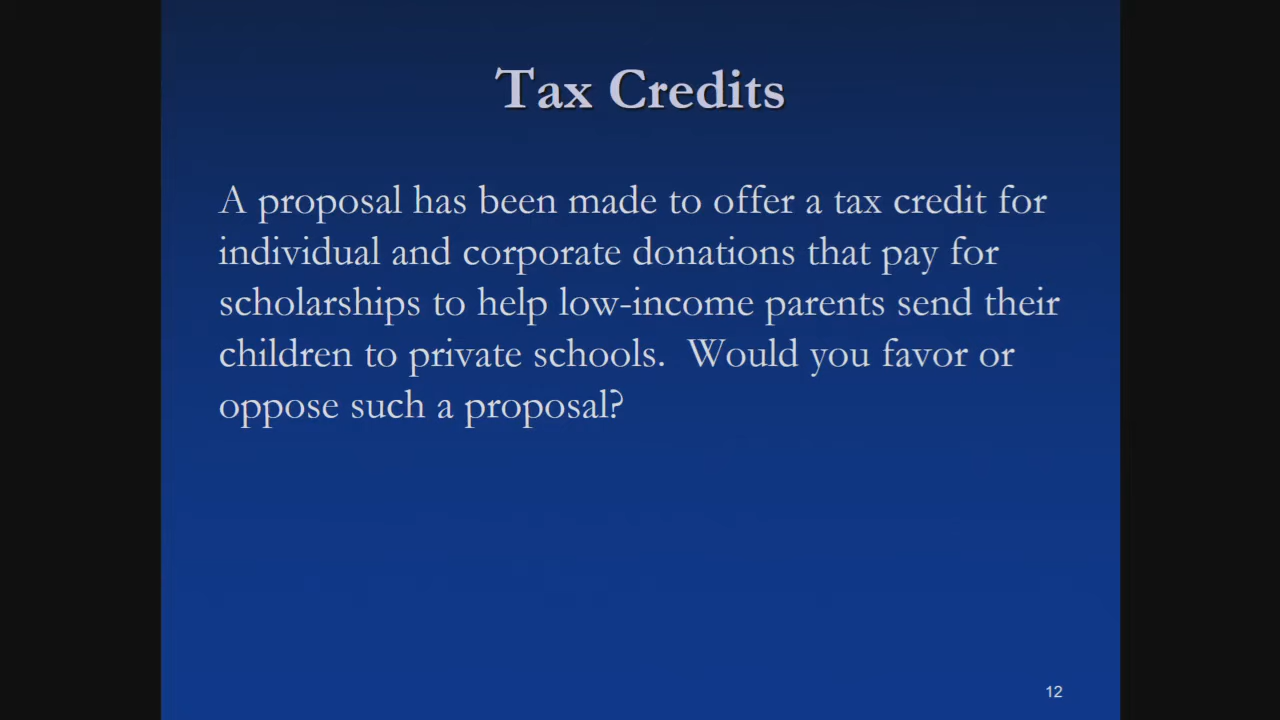 Tax Credits
A proposal has been made to offer a tax credit for
individual and corporate donations that pay for
scholarships to help low-income parents send their
children to private schools.  Would you favor or
oppose such a proposal?
12